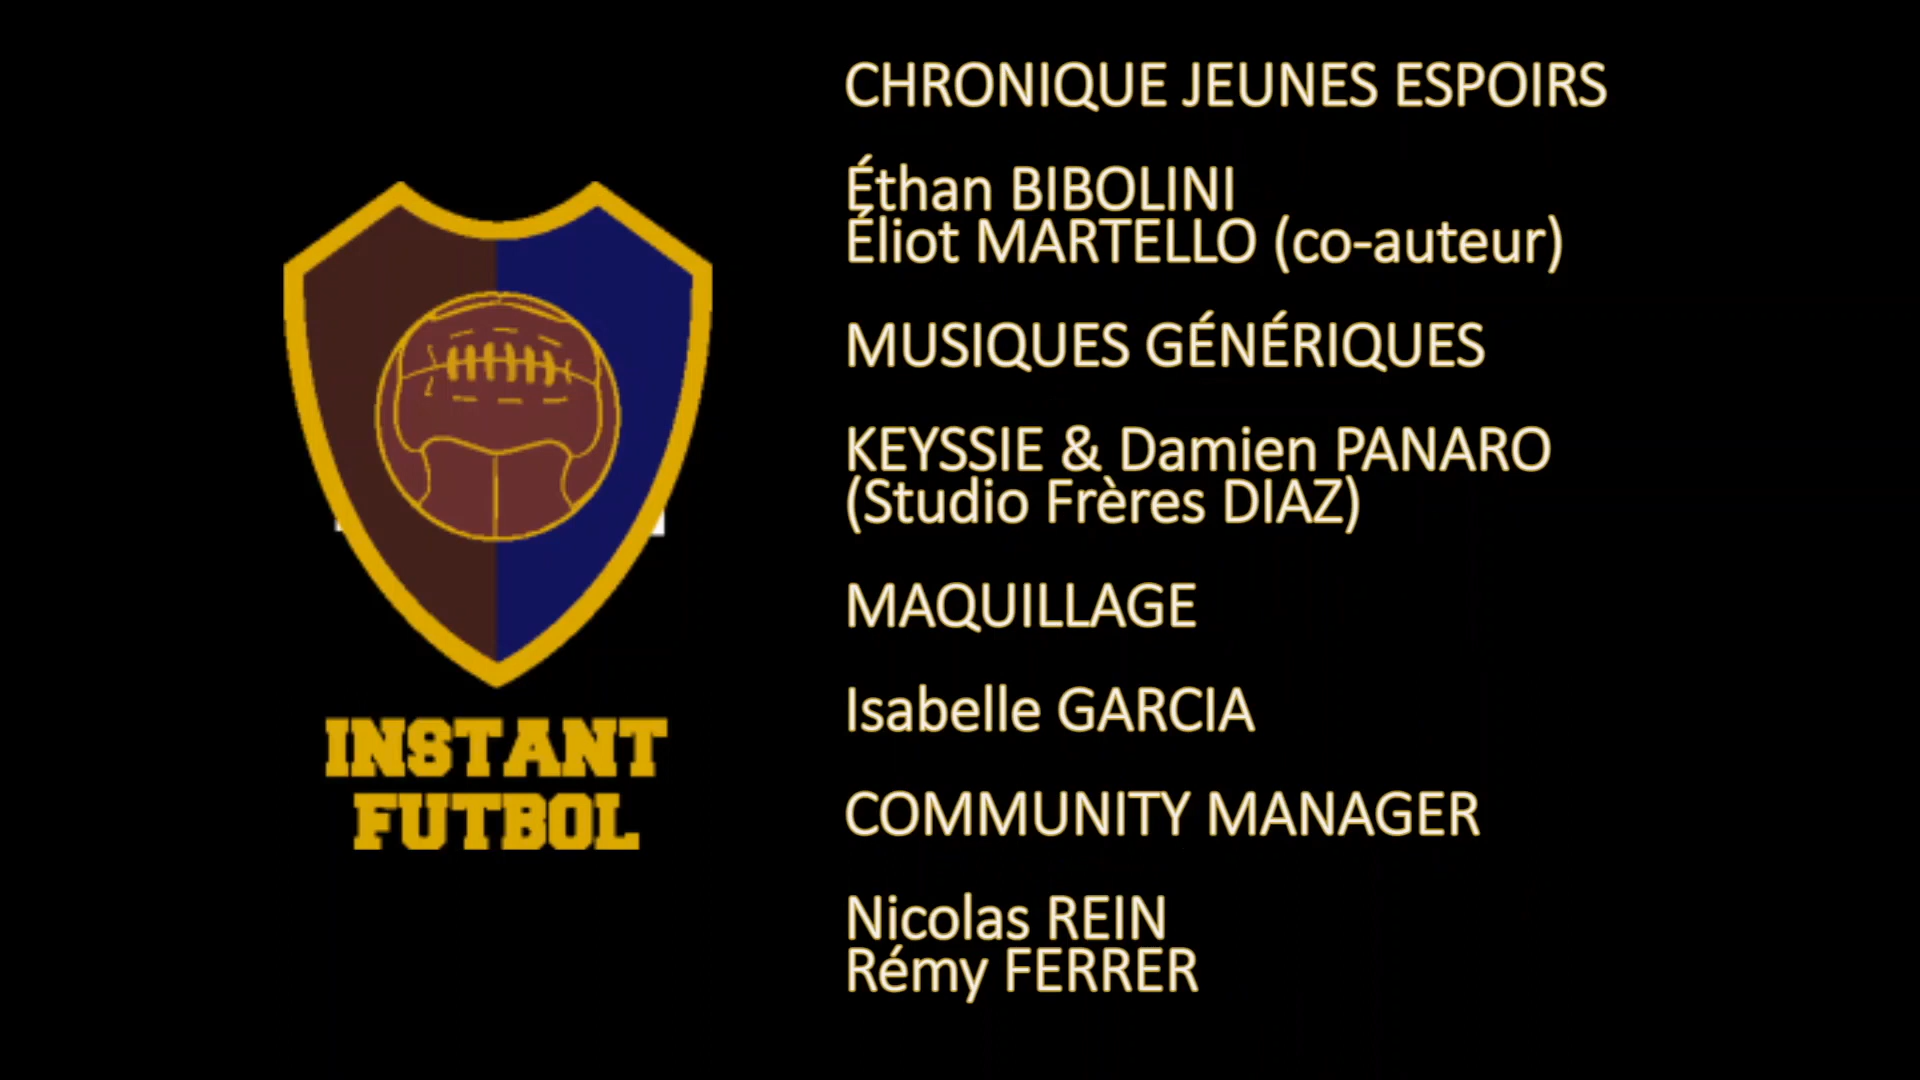 INSTANT
FUTBOL
CHRONIQUE JEUNES ESPOIRS
Éthan BIBOLINI
Éliot MARTELLO (co-auteur)
MUSIQUES GÉNÉRIQUES
KEYSSIE & Damien PANARO
(Studio Frères DIAZ)
MAQUILLAGE
Isabelle GARCIA
COMMUNITY MANAGER
Nicolas REIN
Rémy FERRER